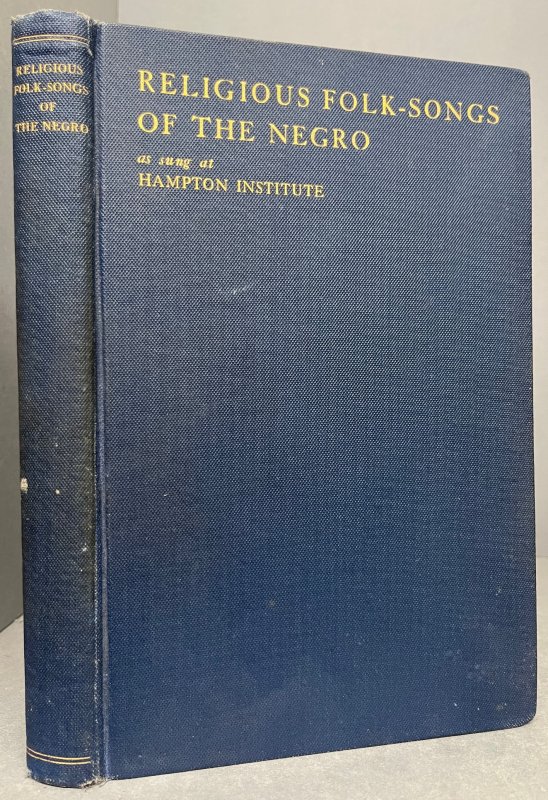 RELIGIOUS
FOLK-SONGS
OF
THE NEGRO
RELIGIOUS FOLK-SONGS
OF THE NEGRO
as sung at
HAMPTON INSTITUTE